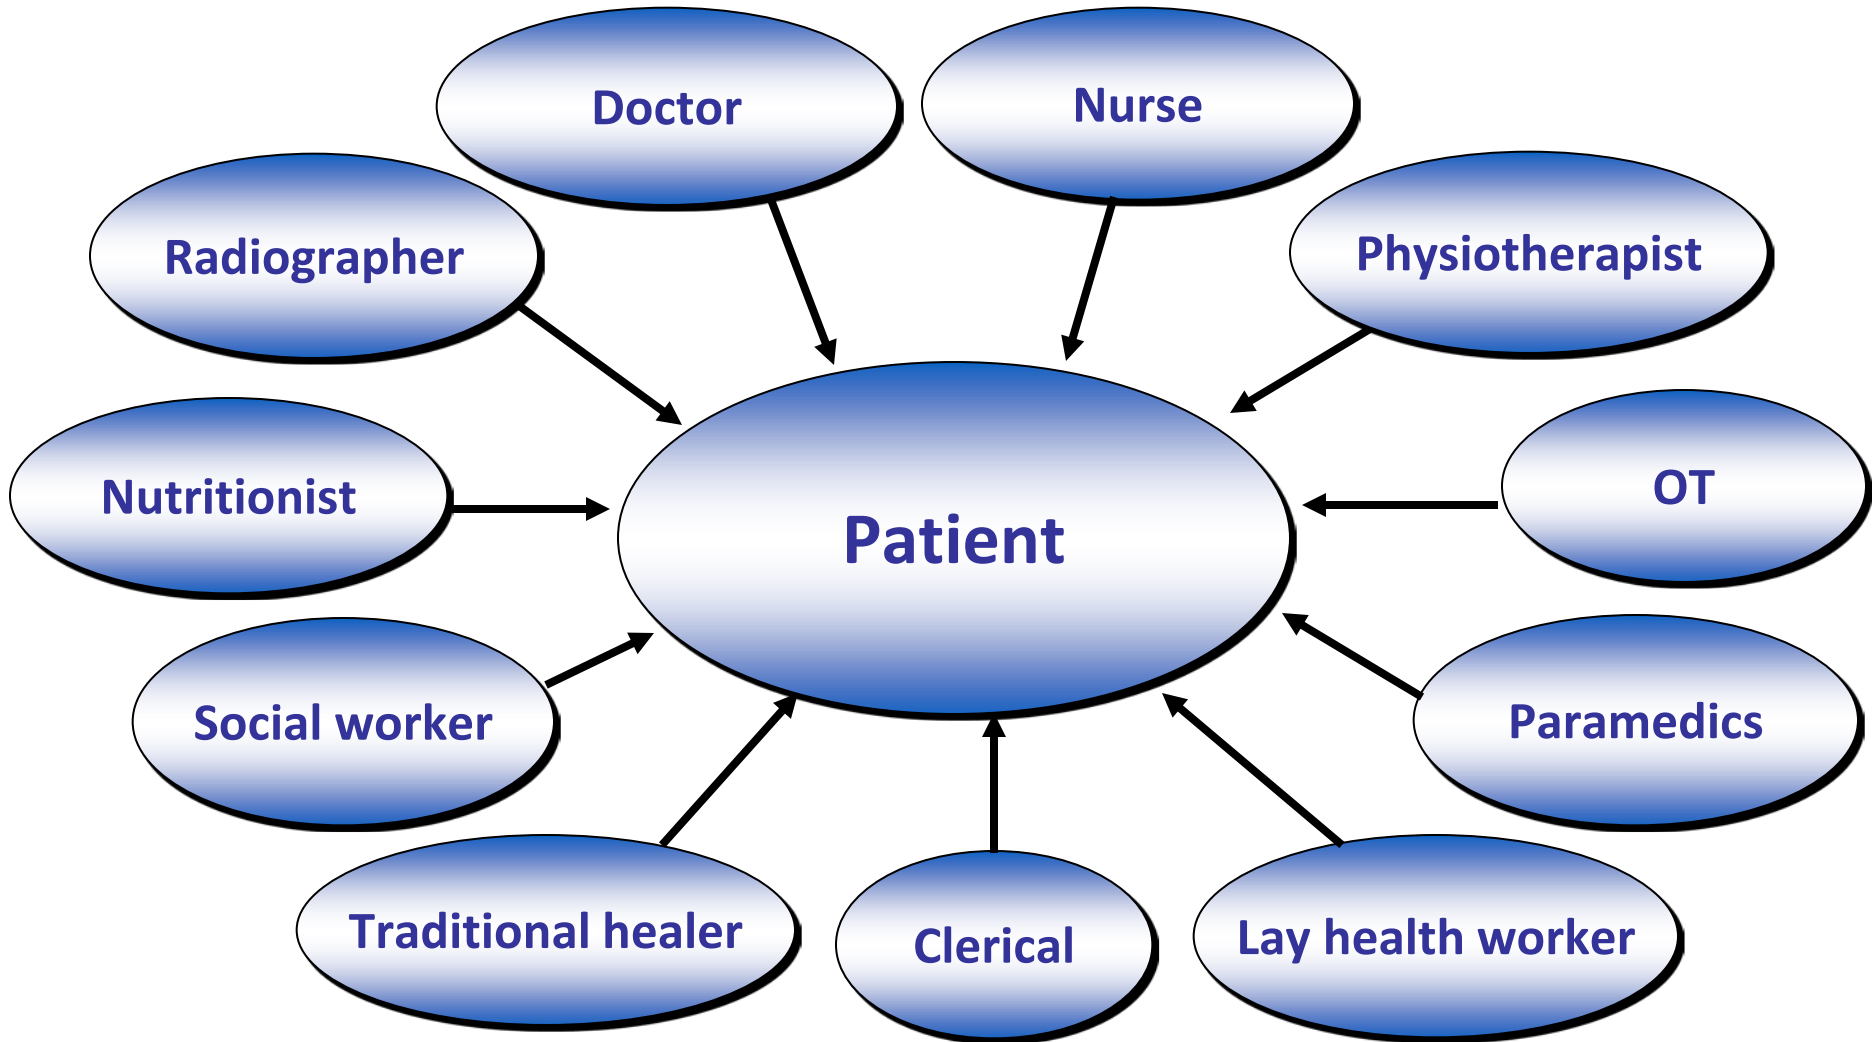 Doctor
Nurse
Radiographer
Physiotherapist
Nutritionist
OT
Patient
Social worker
Paramedics
Traditional healer
Clerical
Lay health worker